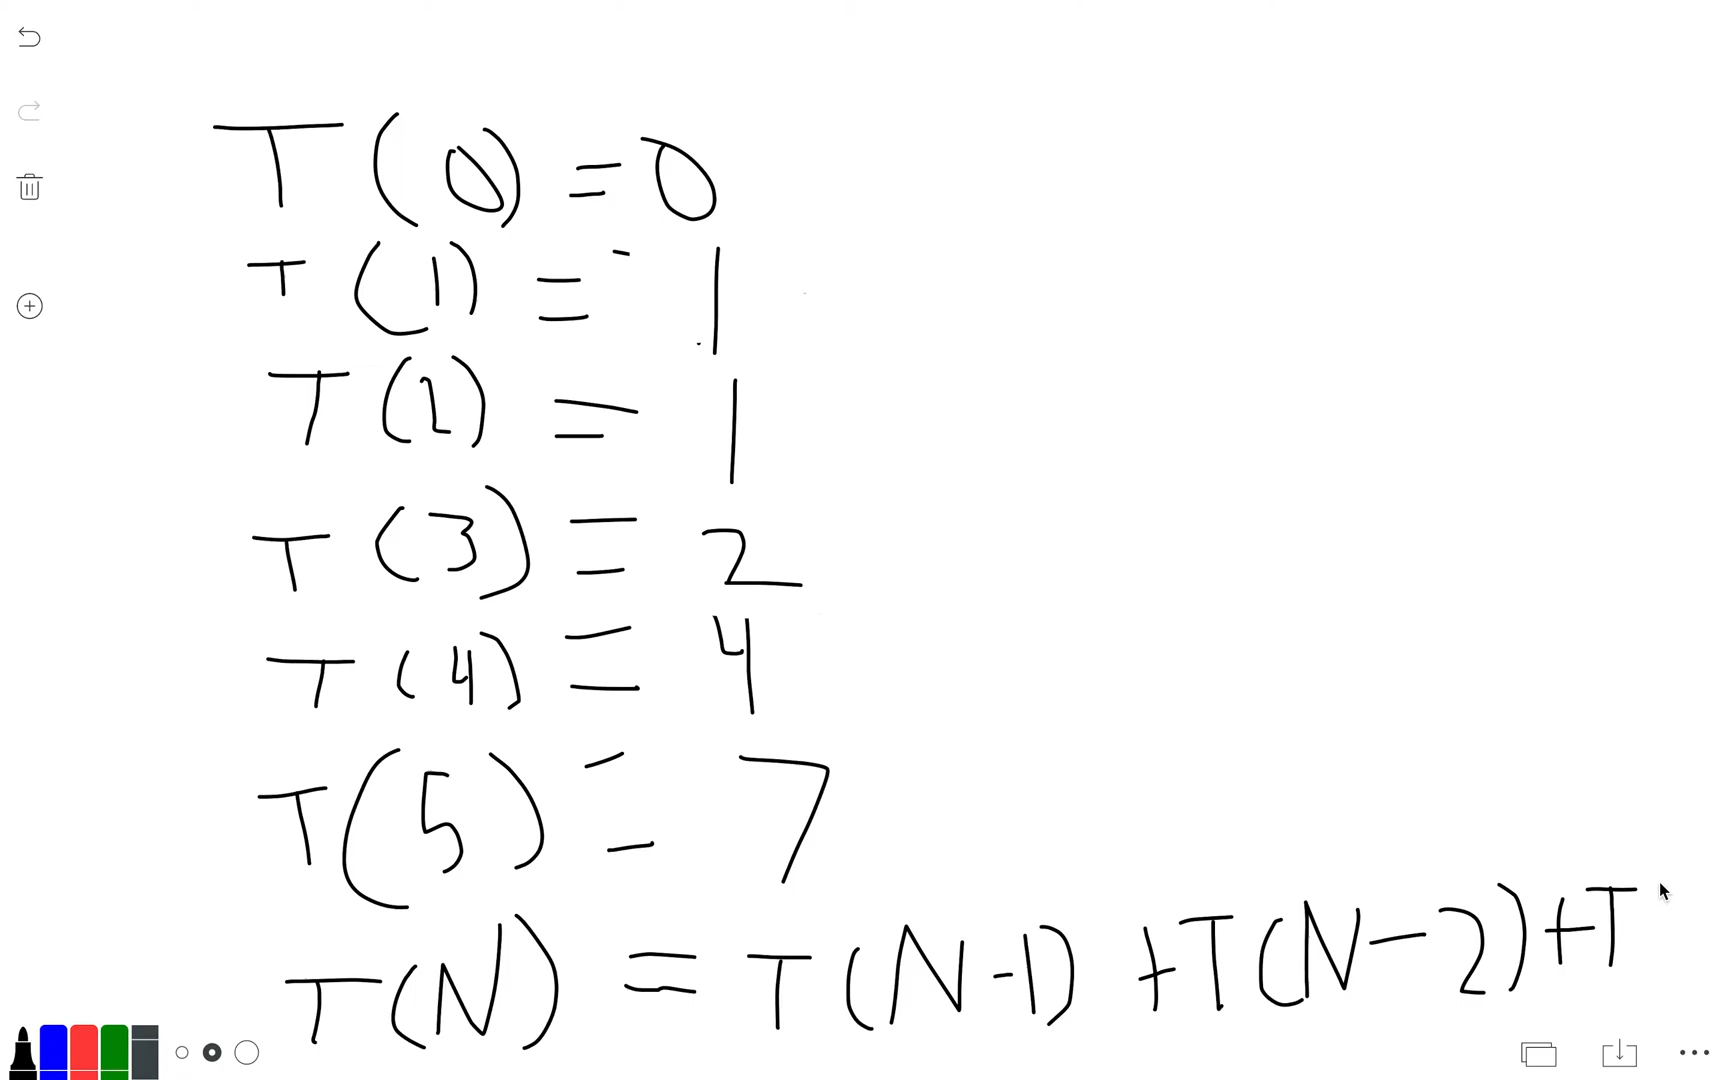 T(0) = 0
T(1) = 1
T(2) = 1
T(3) = 2
T(4) = 4
T(5) = 7
T(N) = T(N-1) + T(N-2) + T